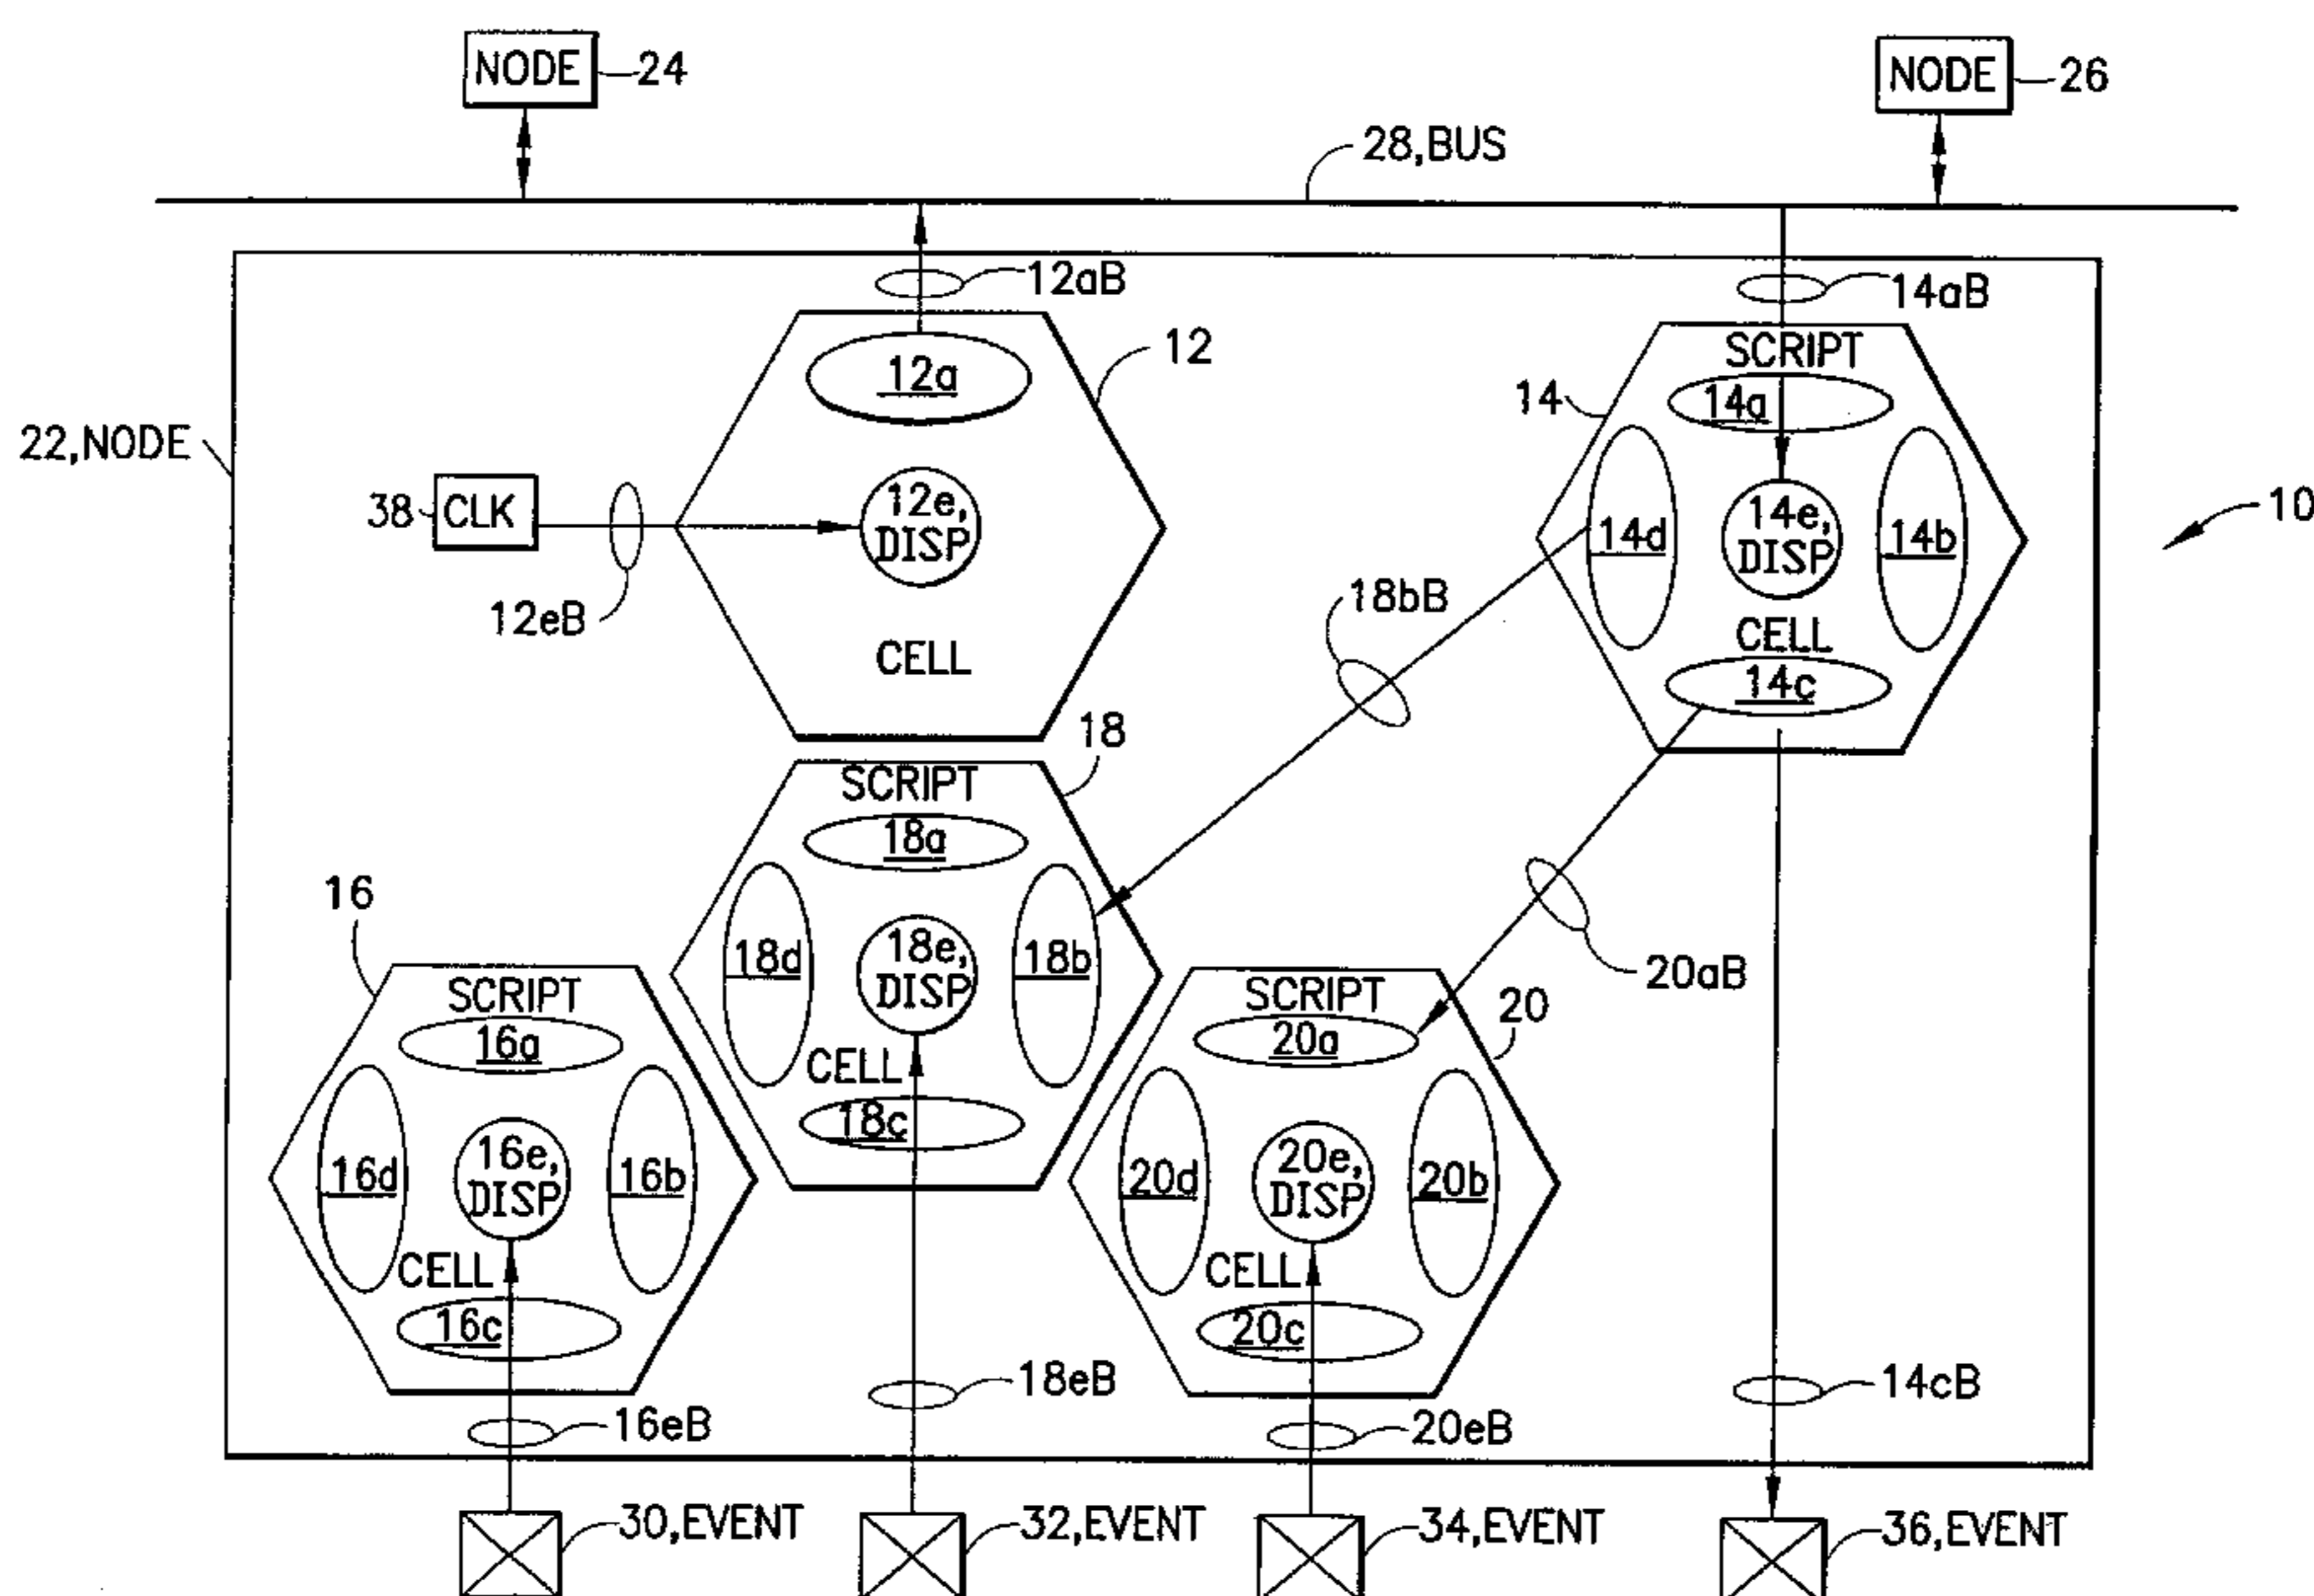 NODE
24
NODE
26
28,BUS
12aB
14aB
12
12a
SCRIPT
14a
14
22,NODE
38
CLK
12e,
DISP
14d
14e,
DISP
14b
10
12eB
18bB
CELL
CELL
14c
18
SCRIPT
18a
16
18d
18e,
DISP
18b
20aB
SCRIPT
16a
SCRIPT
20a
20
CELL
18c
16d
16e,
DISP
16b
20d
20e,
DISP
20b
CELL
16c
CELL
20c
18eB
14cB
16eB
20eB
30,EVENT
32,EVENT
34,EVENT
36,EVENT